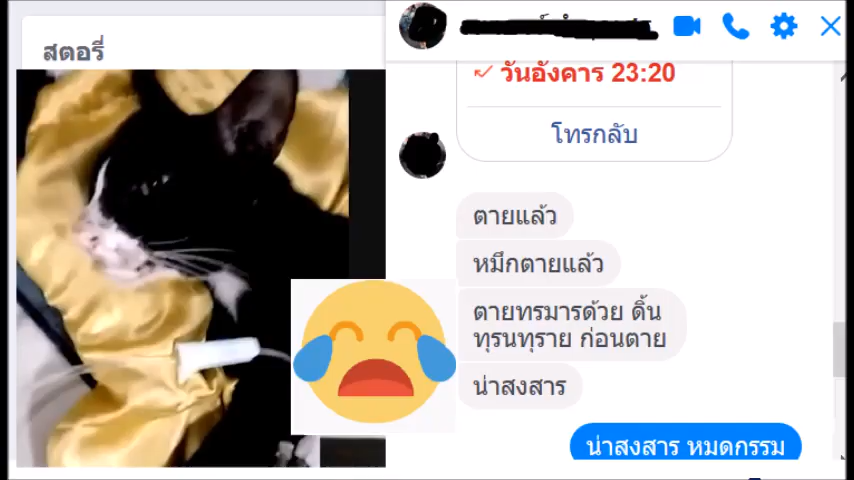 สตอรี่
วันอังคาร 23:20
โทรกลับ
ตายแล้ว
หมึกตายแล้ว
ตายทรมารด้วย ดิ้น
ทุรนทุราย ก่อนตาย
น่าสงสาร
น่าสงสาร หมดกรรม